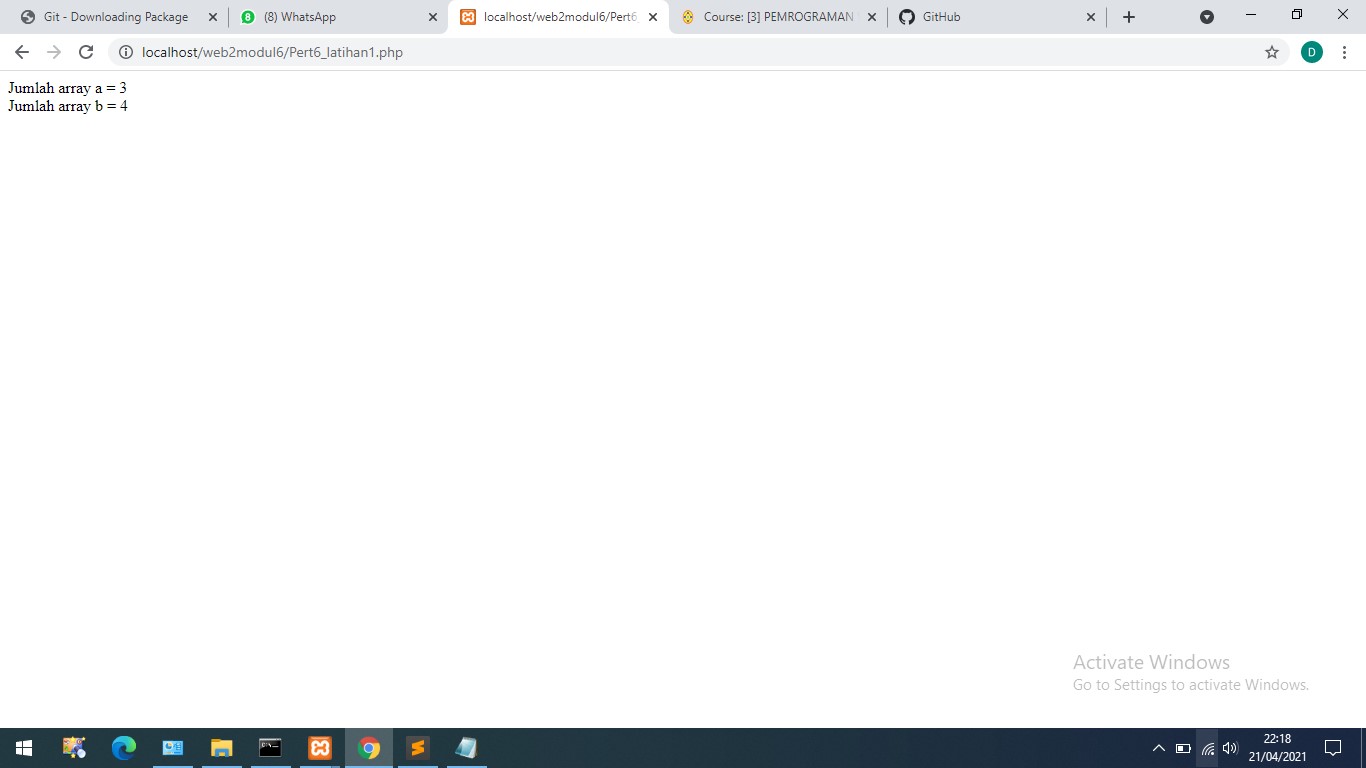 Git - Downloading Package
(8) WhatsApp
localhost/web2modul6/Pert6_
Course: [3] PEMROGRAMAN
GitHub
localhost/web2modul6/Pert6_latihan1.php
D
Jumlah array a = 3
Jumlah array b = 4
Activate Windows
Go to Settings to activate Windows.
22:18
21/04/2021